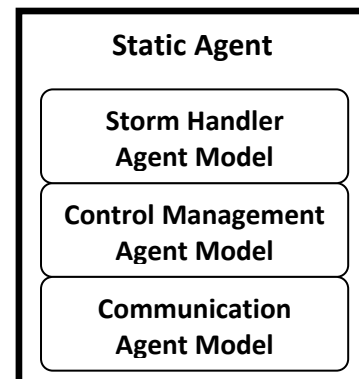 Static Agent
Storm Handler
Agent Model
Control Management
Agent Model
Communication
Agent Model